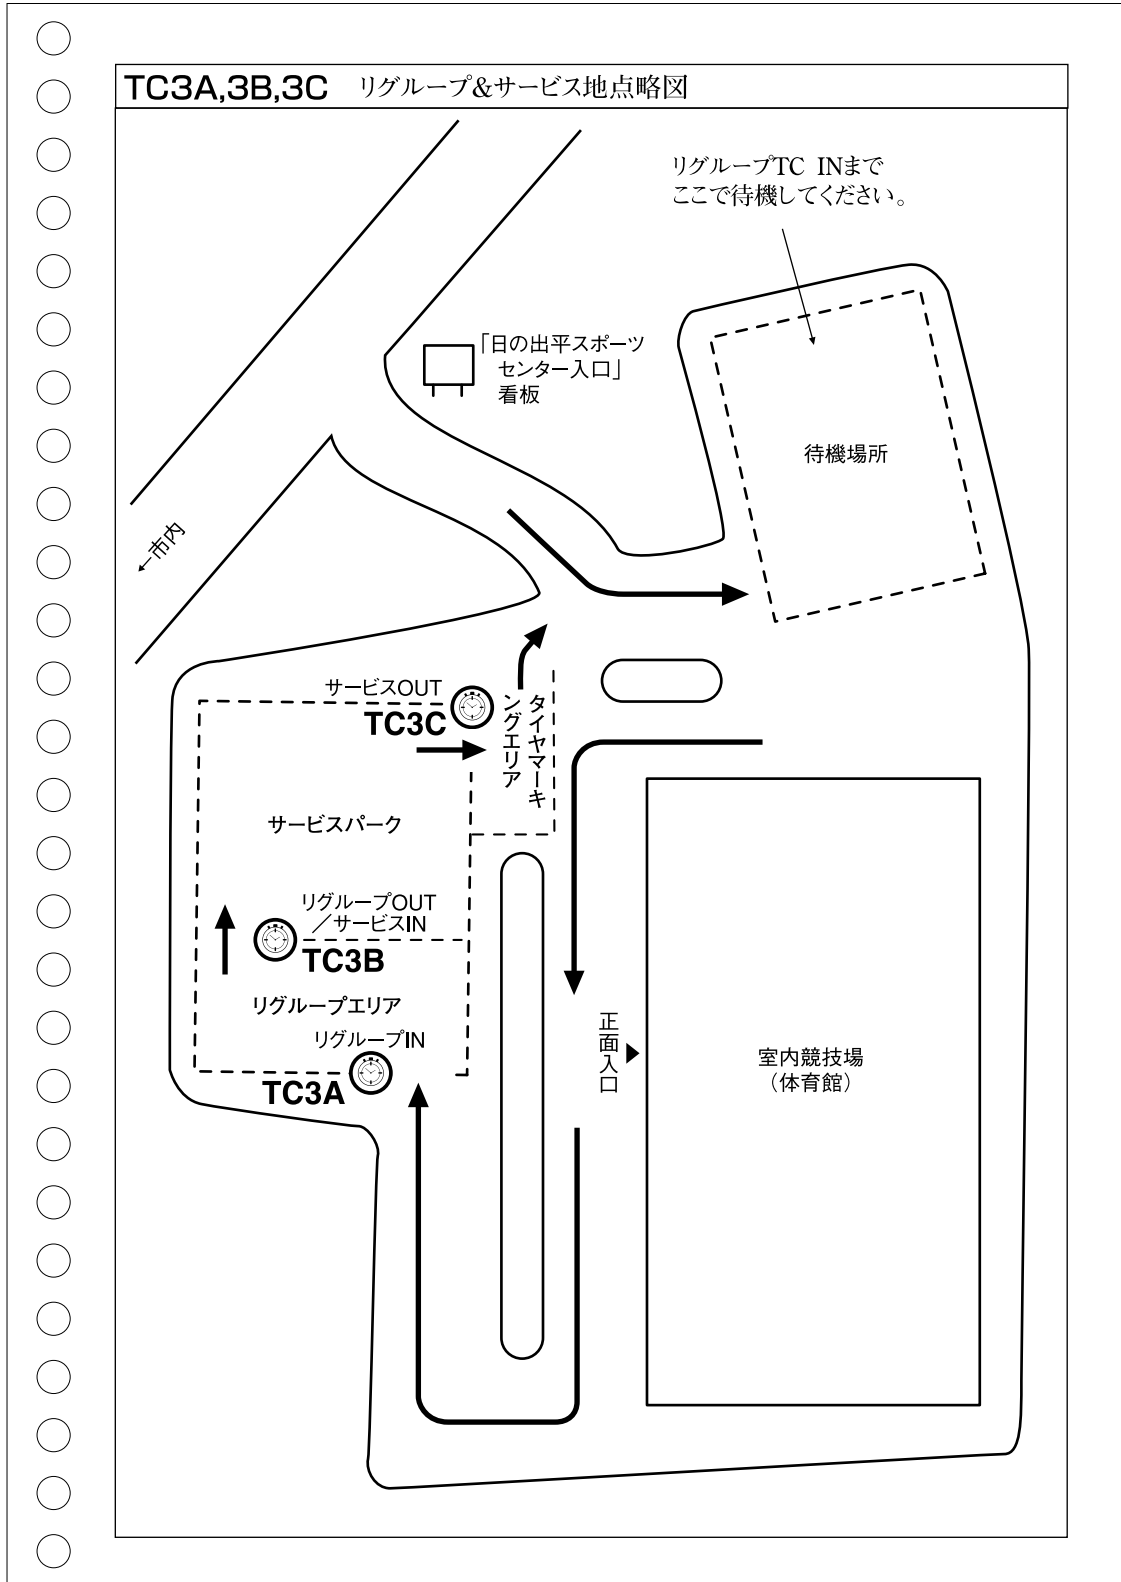 TC3A,3B,3C リグループ&サービス地点略図
リグループTC INまで
ここで待機してください。
「日の出平スポーツ
センター入口」
看板
待機場所
←市内
サービスOUT
TC3C
タイヤマーキ
ングエリア
サービスパーク
リグループOUT
／サービスIN
TC3B
リグループエリア
リグループIN
TC3A
正面入口
室内競技場
（体育館）